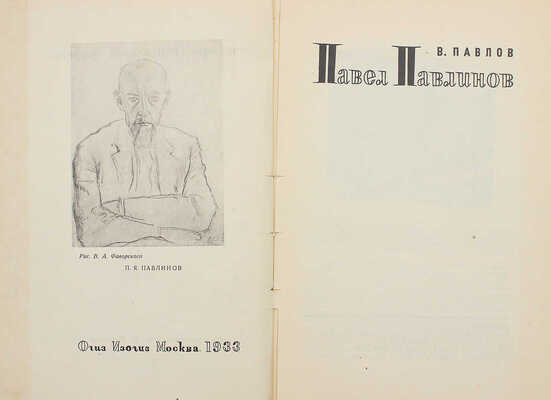 Рис. В. А. Фаворского
П. Я. ПАВЛИНОВ
Огиз Изогиз Москва 1933
В. ПАВЛОВ
Павел Павлинов